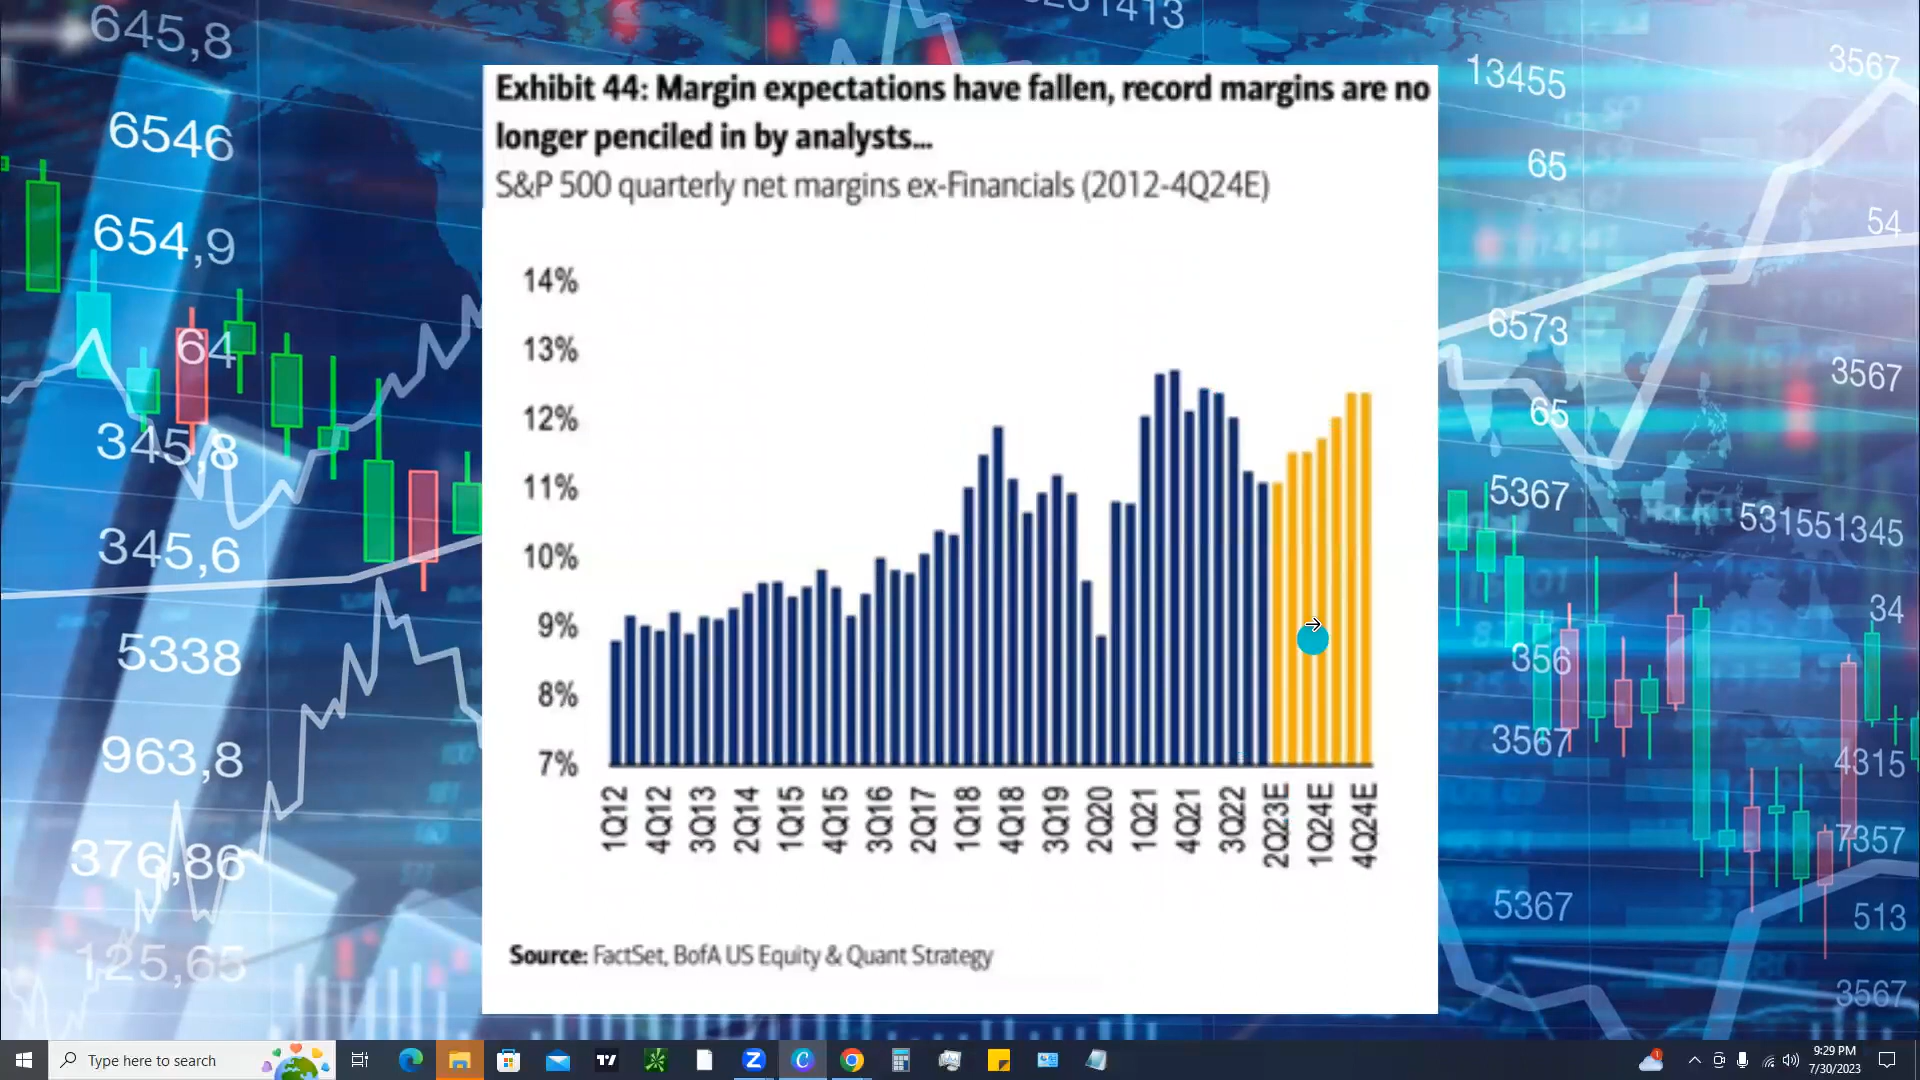 645,8
6546
654,9
64
345,8
345,6
5338
963,8
376,86
125,65
Exhibit 44: Margin expectations have fallen, record margins are no
longer penciled in by analysts...
S&P 500 quarterly net margins ex-Financials (2012-4Q24E)
14%
13%
12%
11%
10%
9%
8%
7%
1Q12
4Q12
3Q13
2Q14
1Q15
4Q15
3Q16
2Q17
1Q18
4Q18
3Q19
2Q20
1Q21
4Q21
3Q22
2Q23E
1Q24E
4Q24E
Source: FactSet, BofA US Equity & Quant Strategy
13455
3567
65
54
6573
3567
65
5367
531551345
34
356
3567
4315
7357
5367
513
3567
Type here to search
9:29 PM
7/30/2023